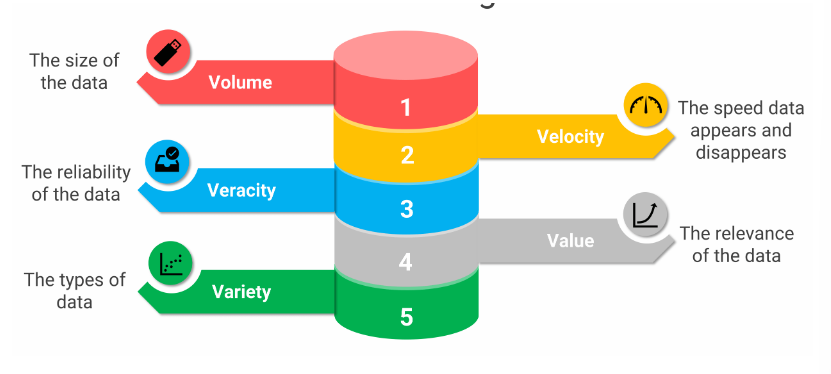 The size of
the data
Volume
1
The speed data
appears and
disappears
Velocity
2
The reliability
of the data
Veracity
3
The relevance
of the data
Value
4
The types of
data
Variety
5